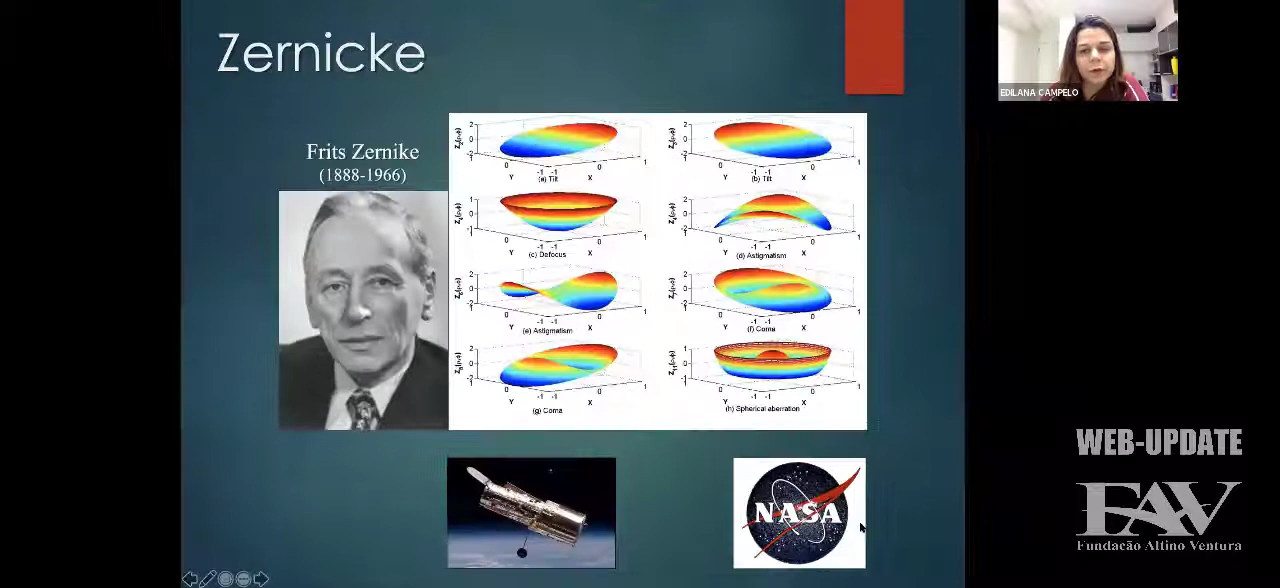 Zernicke
EDILANA CAMPELO
Frits Zernike
(1888-1966)
(a) Tilt
(b) Tilt
(c) Defocus
(d) Astigmatism
(e) Astigmatism
(f) Coma
(g) Coma
(h) Spherical aberration
NASA
WEB-UPDATE
FAV
Fundação Altino Ventura